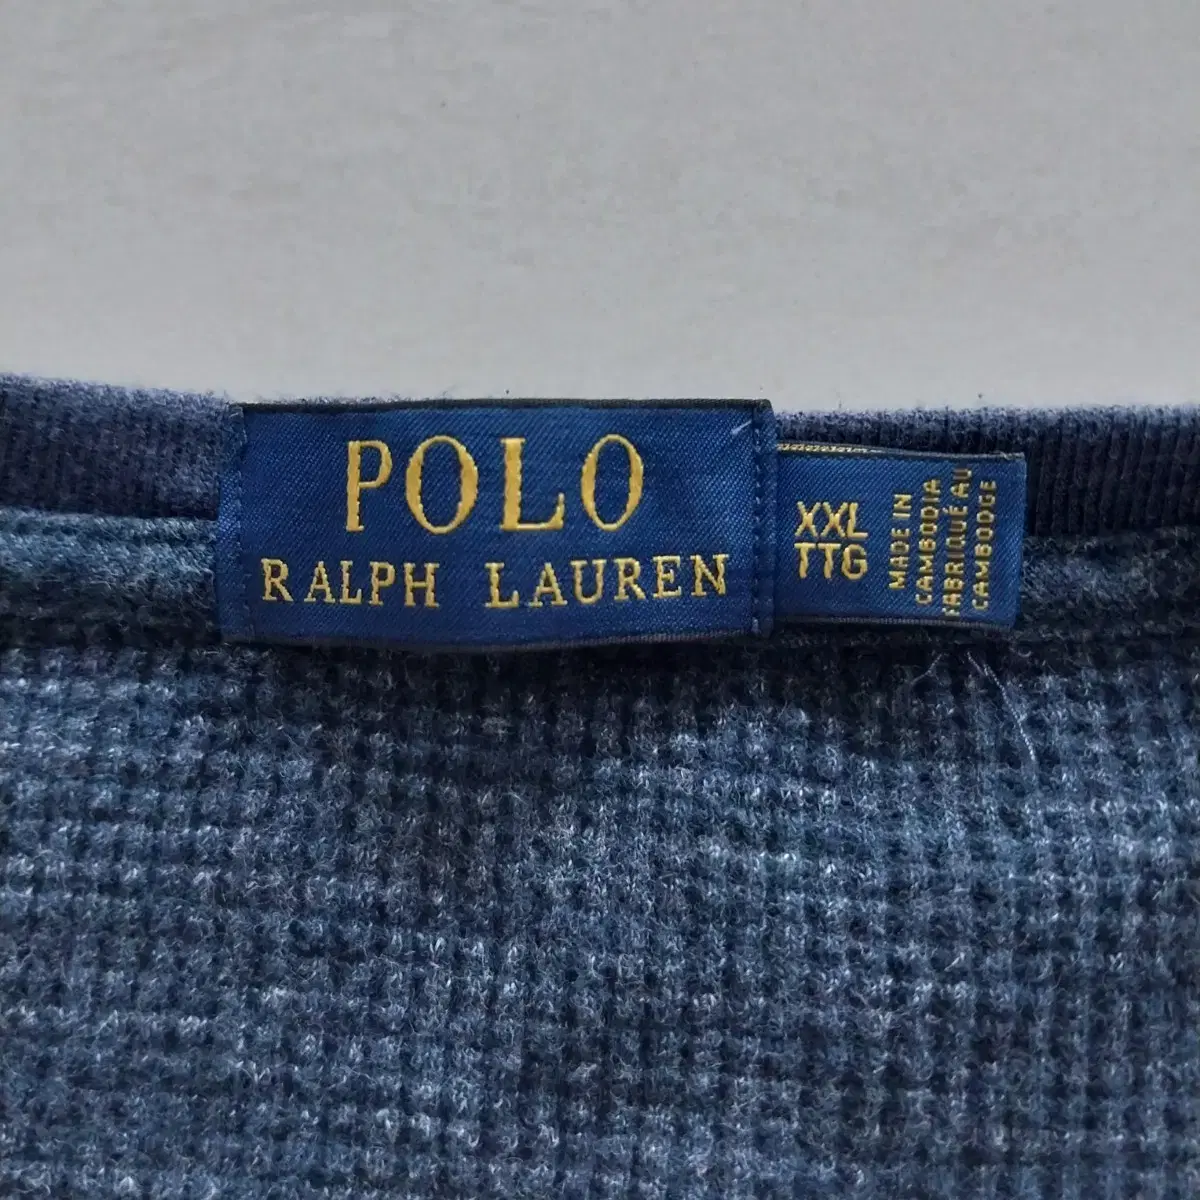 POLO
RALPH LAUREN
XXL
TTG
MADE IN
CAMBODIA
FABRIQUÉ AU
CAMBODGE